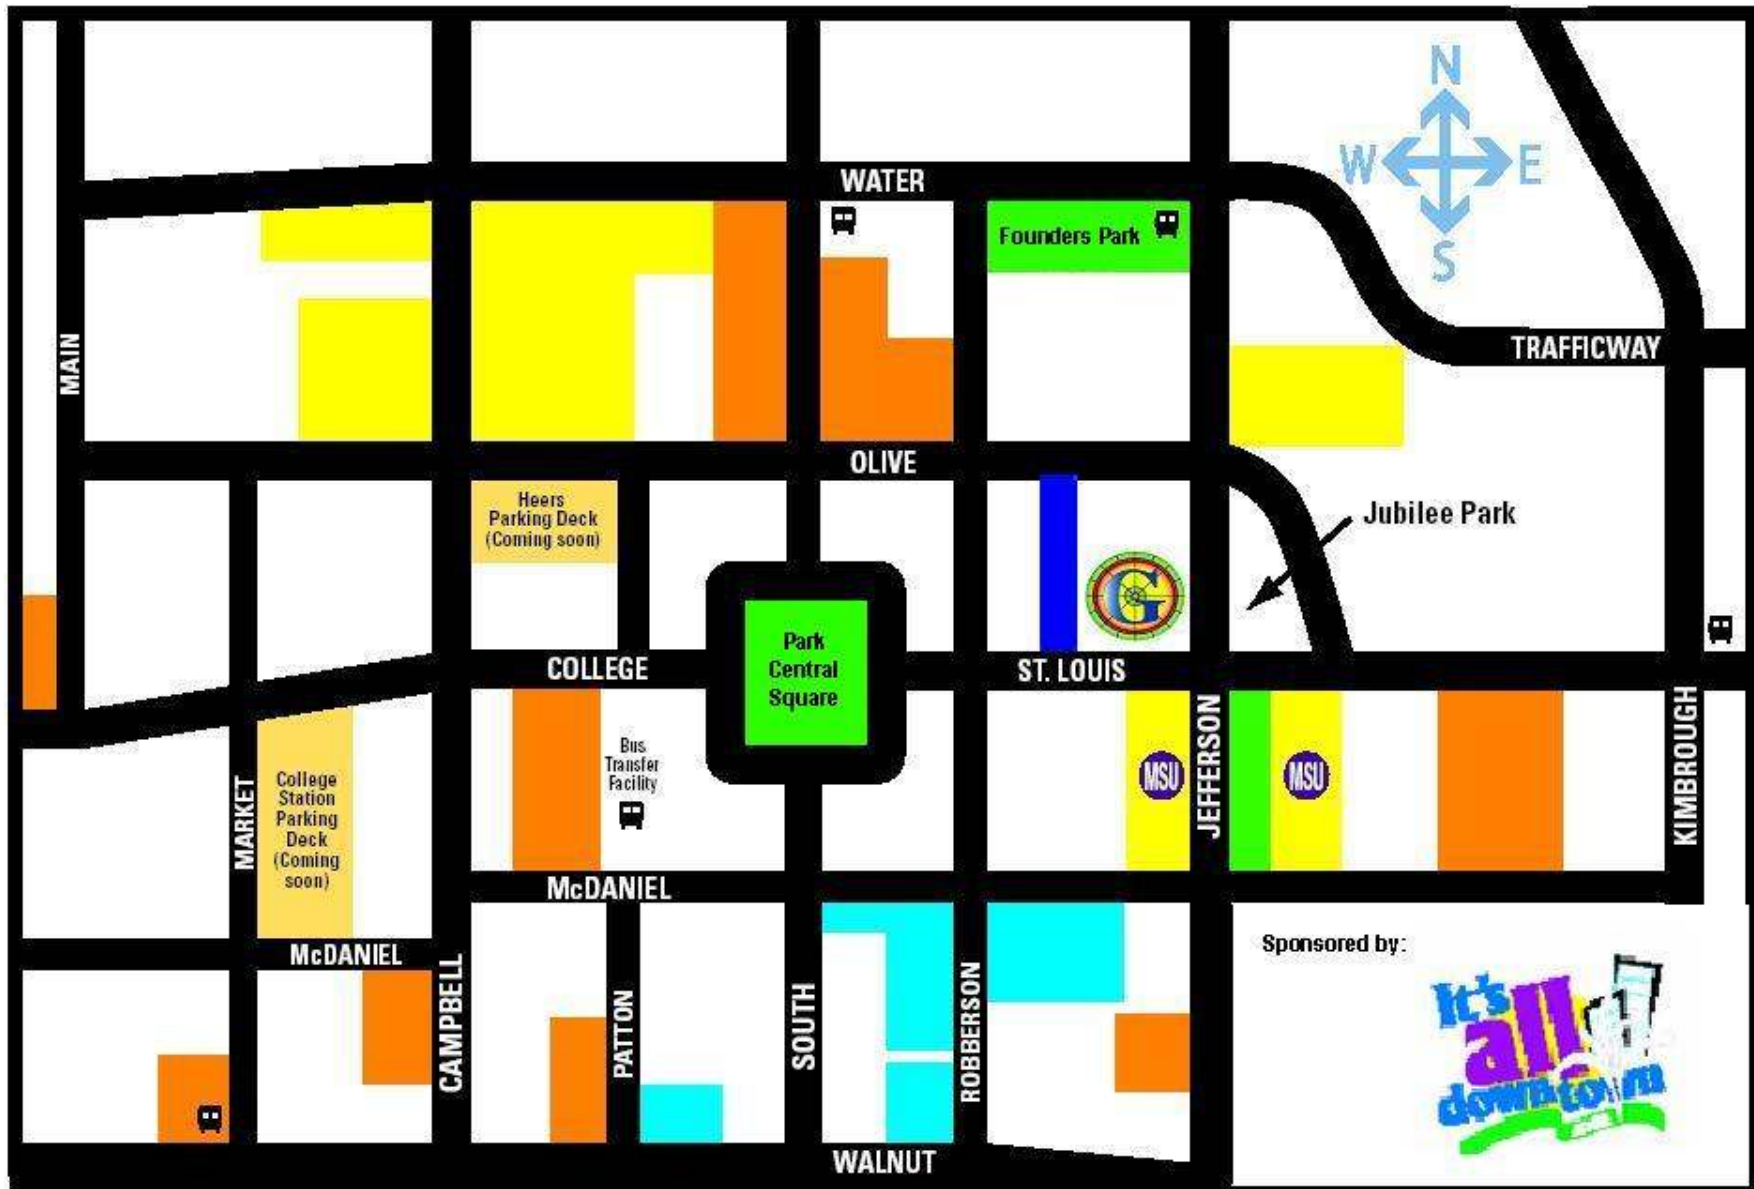 N
W E
S
WATER
Founders Park
MAIN
TRAFFICWAY
OLIVE
Heers
Parking Deck
(Coming soon)
Jubilee Park
G
Park
Central
Square
COLLEGE
ST. LOUIS
Bus
Transfer
Facility
MSU
MSU
JEFFERSON
KIMBROUGH
MARKET
College
Station
Parking
Deck
(Coming
soon)
McDANIEL
McDANIEL
CAMPBELL
PATTON
SOUTH
ROBBERSON
Sponsored by:
It's
all
downtown
WALNUT